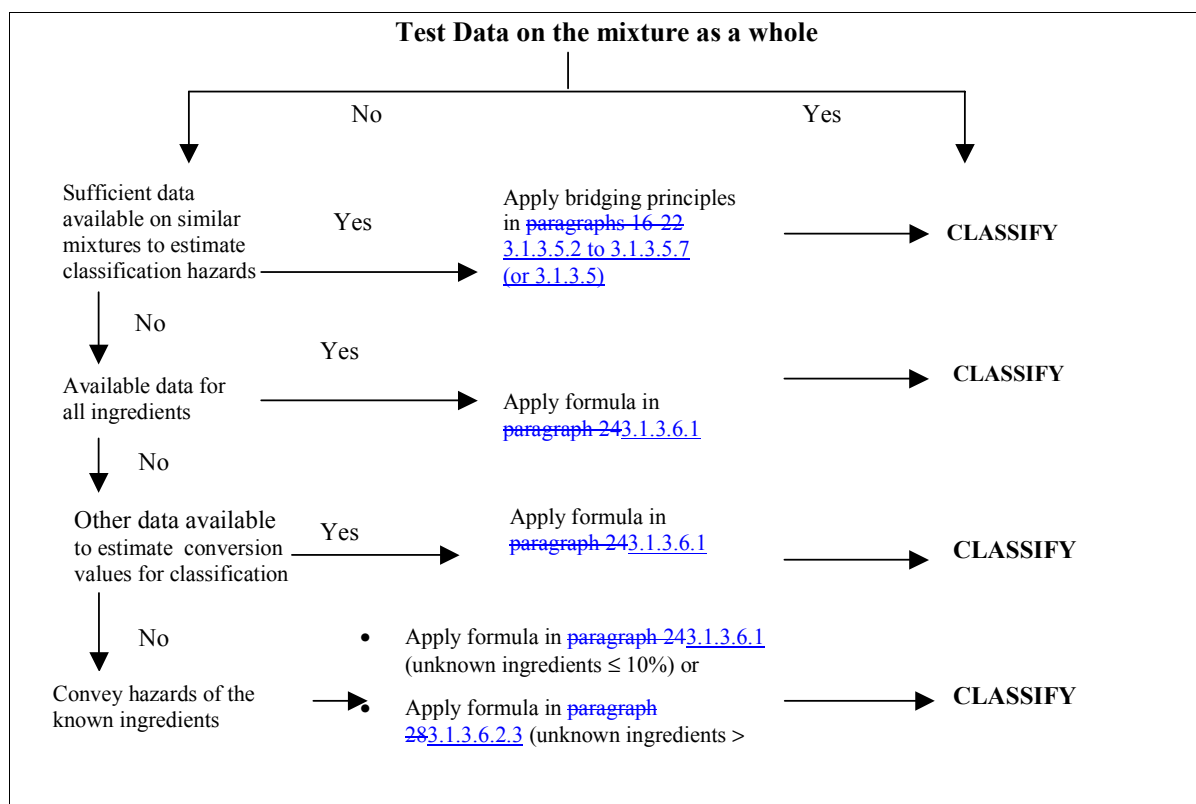 Test Data on the mixture as a whole
No
Yes
Sufficient data
available on similar
mixtures to estimate
classification hazards
Yes
Apply bridging principles
in paragraphs 16-22
3.1.3.5.2 to 3.1.3.5.7
(or 3.1.3.5)
CLASSIFY
No
Yes
Available data for
all ingredients
Apply formula in
paragraph 243.1.3.6.1
CLASSIFY
No
Other data available
to estimate conversion
values for classification
Yes
Apply formula in
paragraph 243.1.3.6.1
CLASSIFY
No
Convey hazards of the
known ingredients
• Apply formula in paragraph 243.1.3.6.1
(unknown ingredients ≤ 10%) or
• Apply formula in paragraph
283.1.3.6.2.3 (unknown ingredients >
CLASSIFY